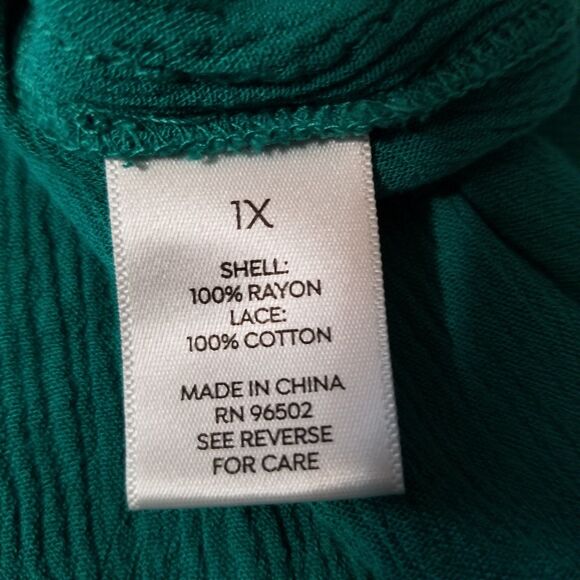 1X
SHELL:
100% RAYON
LACE:
100% COTTON
MADE IN CHINA
RN 96502
SEE REVERSE
FOR CARE